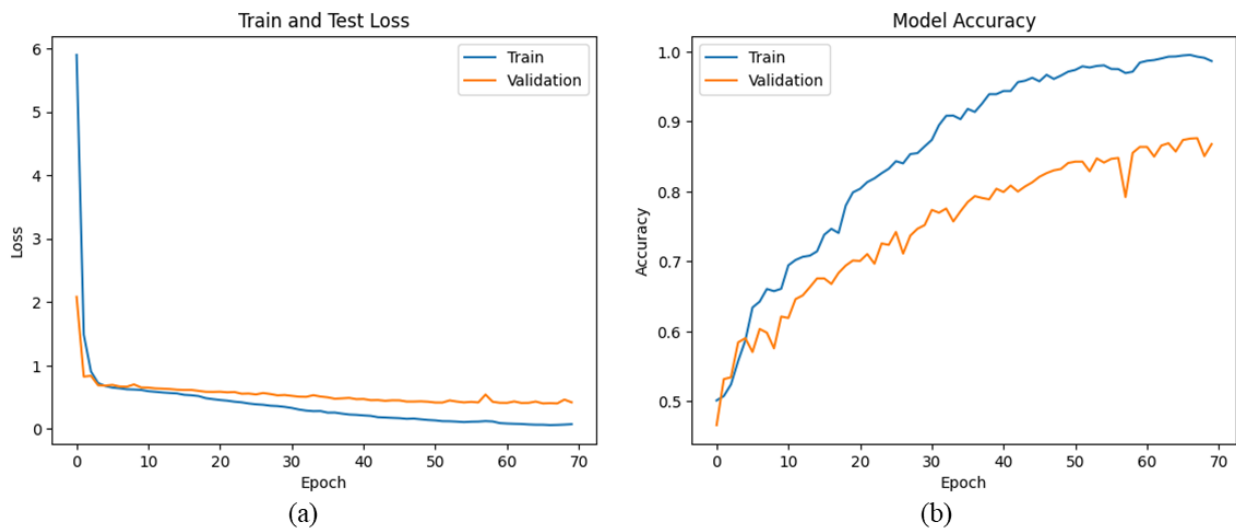 Train and Test Loss
6
5
4
3
2
1
0
Loss
Train
Validation
0 10 20 30 40 50 60 70
Epoch
(a)
Model Accuracy
1.0
0.9
0.8
0.7
0.6
0.5
Accuracy
Train
Validation
0 10 20 30 40 50 60 70
Epoch
(b)